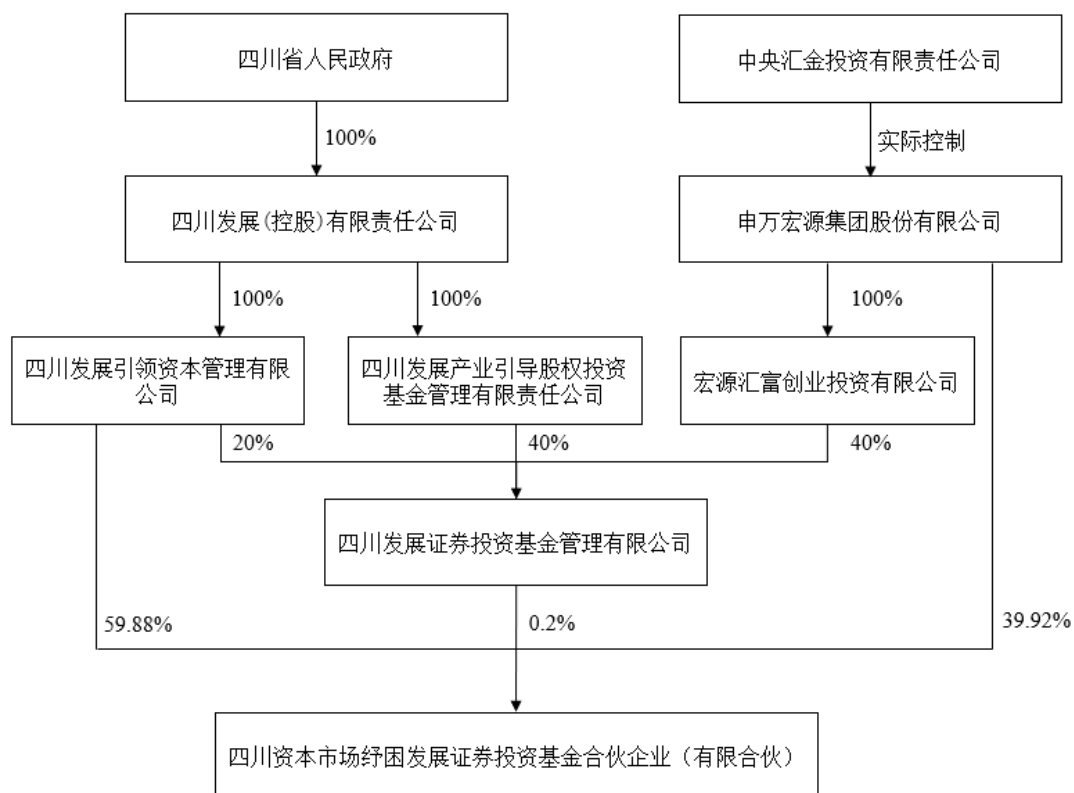 四川省人民政府
中央汇金投资有限责任公司
100%
实际控制
四川发展(控股)有限责任公司
申万宏源集团股份有限公司
100%
100%
100%
四川发展引领资本管理有限
公司
四川发展产业引导股权投资
基金管理有限责任公司
宏源汇富创业投资有限公司
20%
40%
40%
四川发展证券投资基金管理有限公司
59.88%
0.2%
39.92%
四川资本市场纾困发展证券投资基金合伙企业（有限合伙）